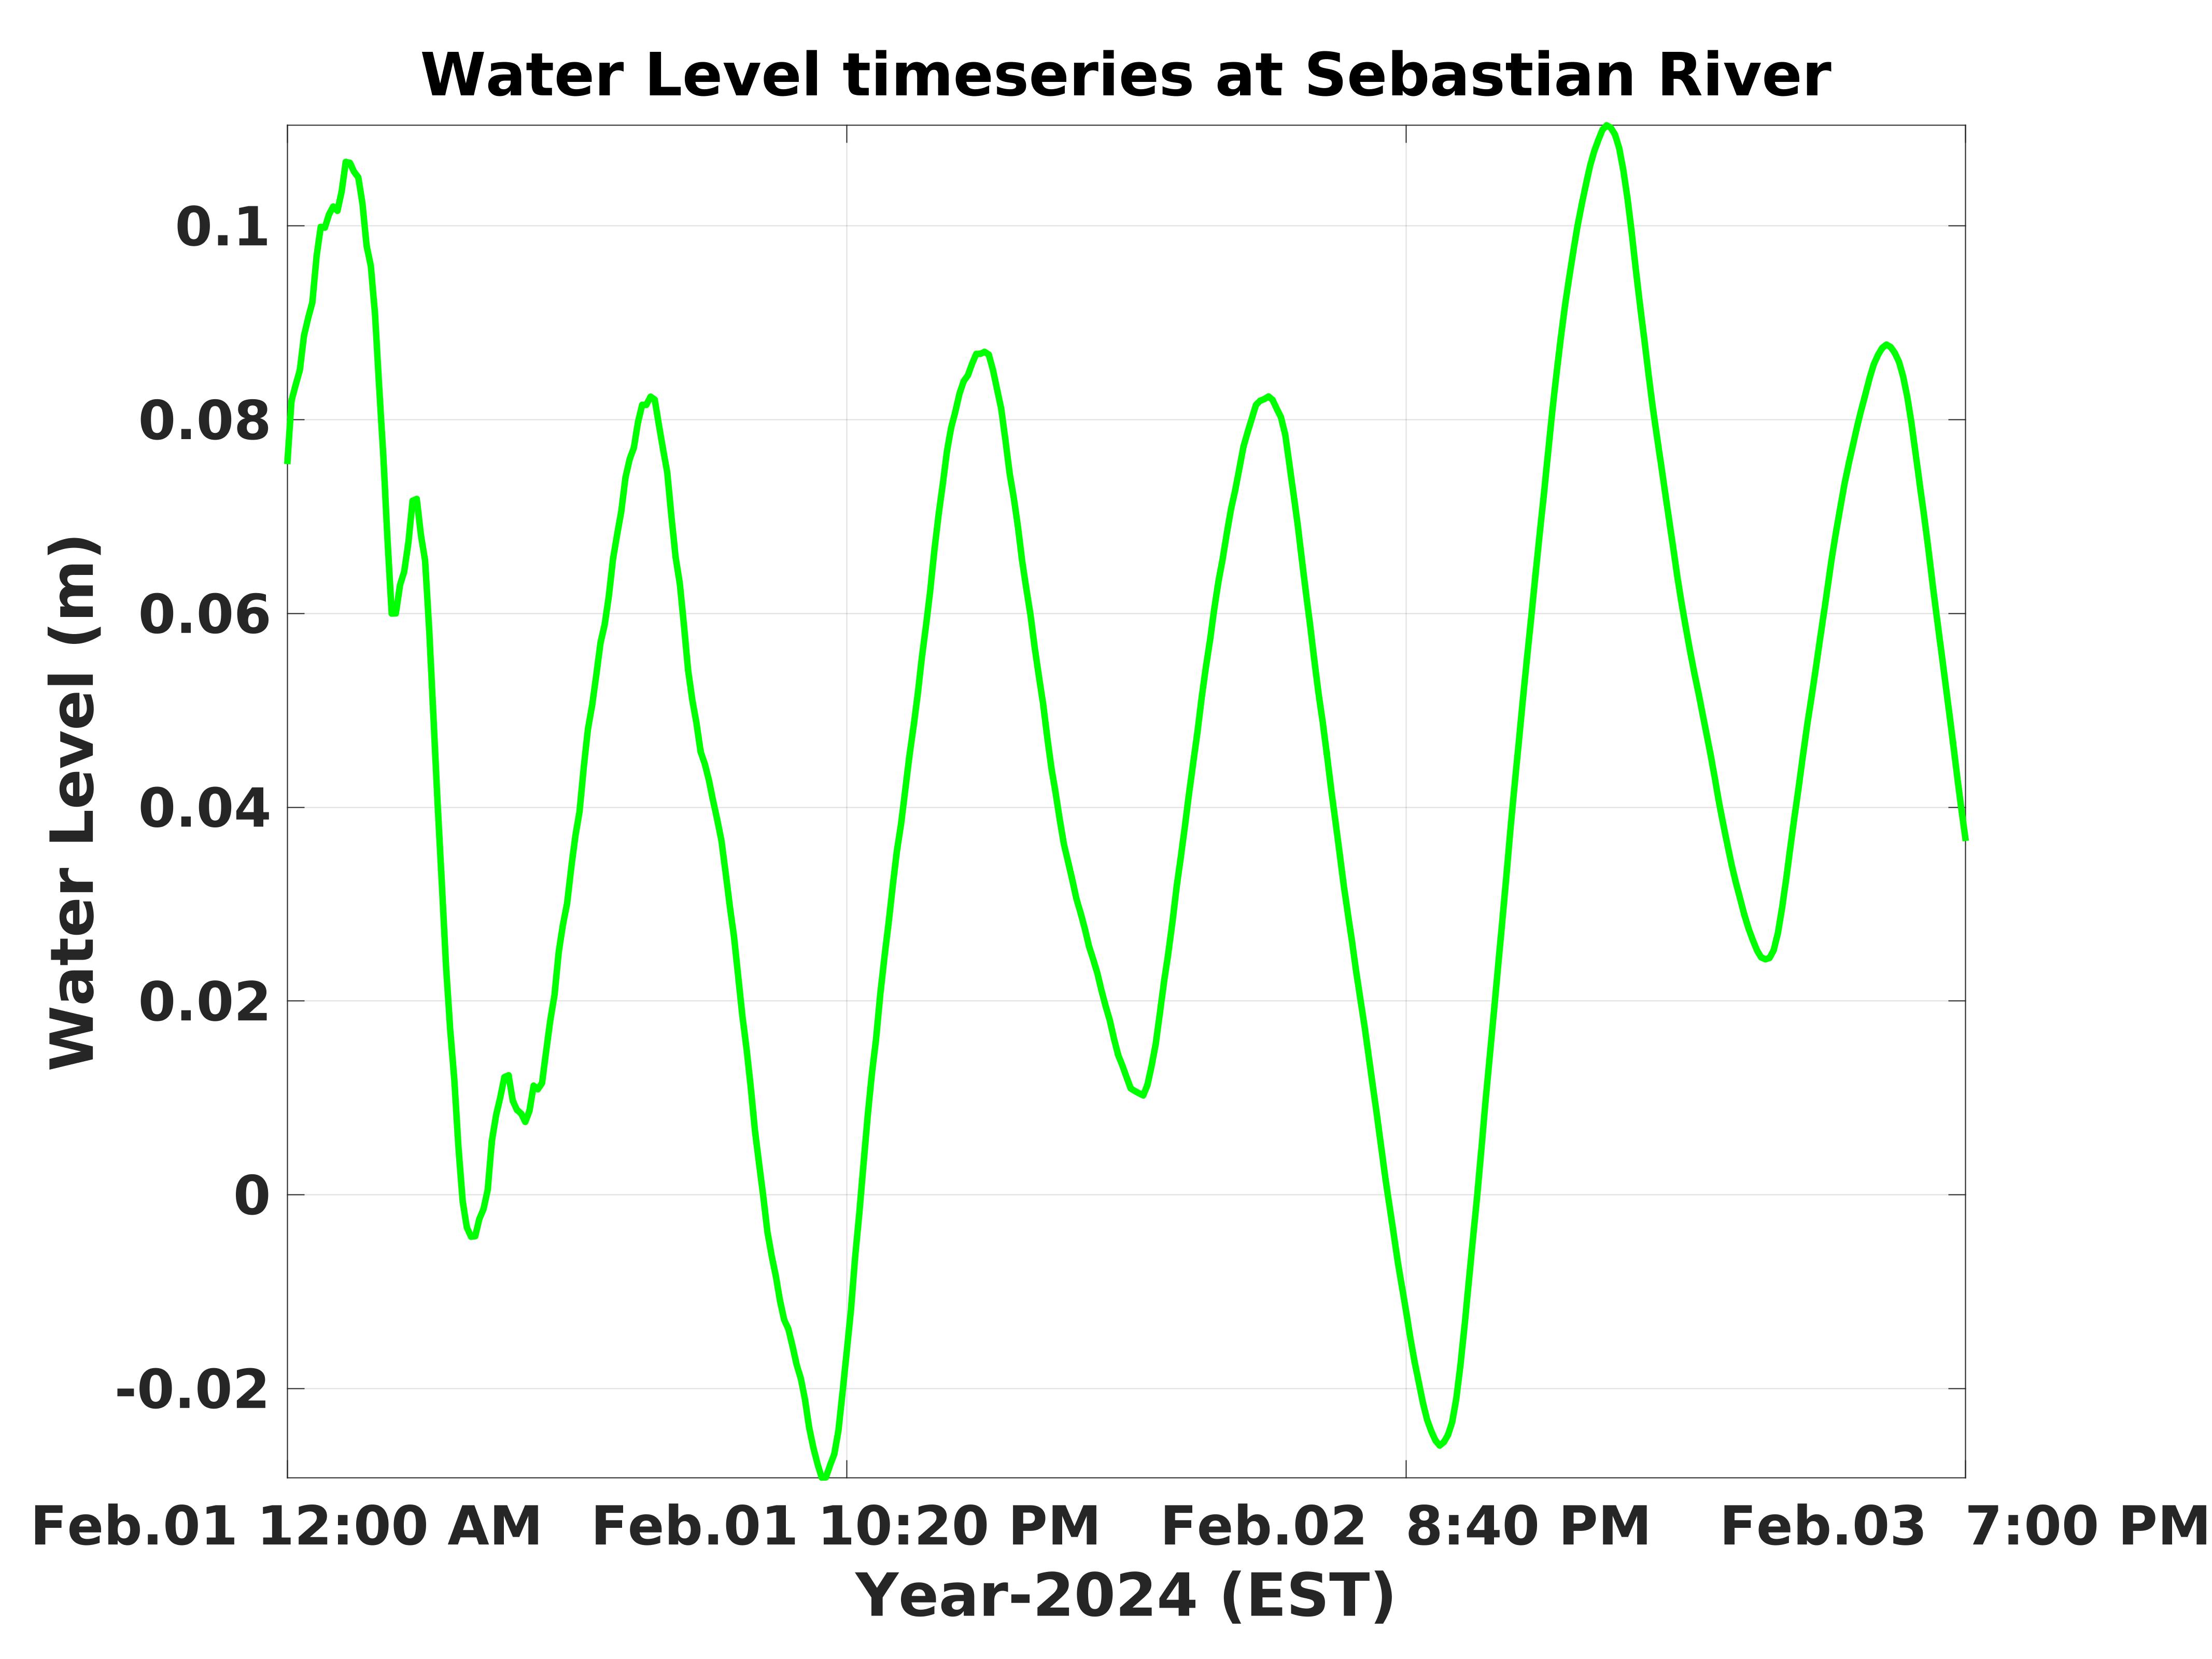 Water Level timeseries at Sebastian River
Water Level (m)
0.1
0.08
0.06
0.04
0.02
0
-0.02
Feb.01 12:00 AM Feb.01 10:20 PM Feb.02 8:40 PM Feb.03 7:00 PM
Year-2024 (EST)